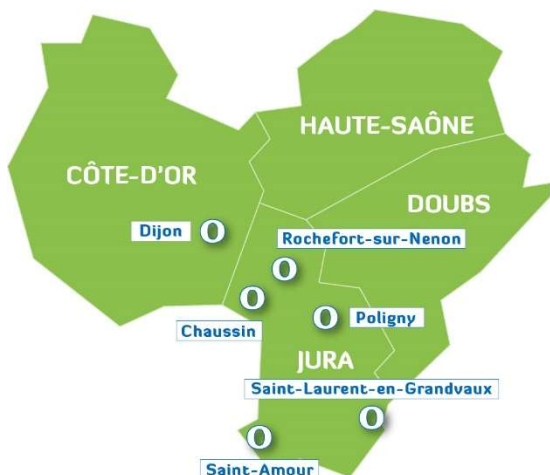 HAUTE-SAÔNE
CÔTE-D'OR
DOUBS
Dijon
Rochefort-sur-Nenon
Chaussin
Poligny
JURA
Saint-Laurent-en-Grandvaux
Saint-Amour